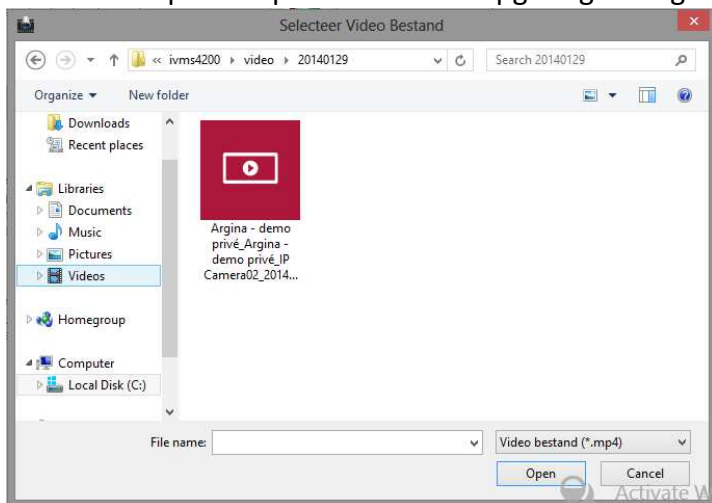 Selecteer Video Bestand
« ivms4200 video 20140129
Search 20140129
Organize
New folder
Downloads
Recent places
Libraries
Documents
Music
Pictures
Videos
Homegroup
Computer
Local Disk (C:)
Argina - demo
privé_Argina -
demo privé_IP
Camera02_2014...
File name:
Video bestand (*.mp4)
Open
Cancel
Activate W